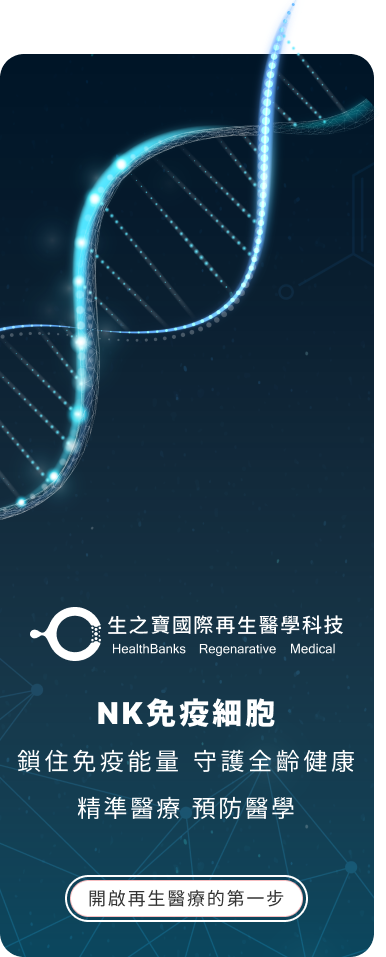 生之寶國際再生醫學科技
HealthBanks Regenarative Medical
NK免疫細胞
鎖住免疫能量 守護全齡健康
精準醫療 預防醫學
開啟再生醫療的第一步